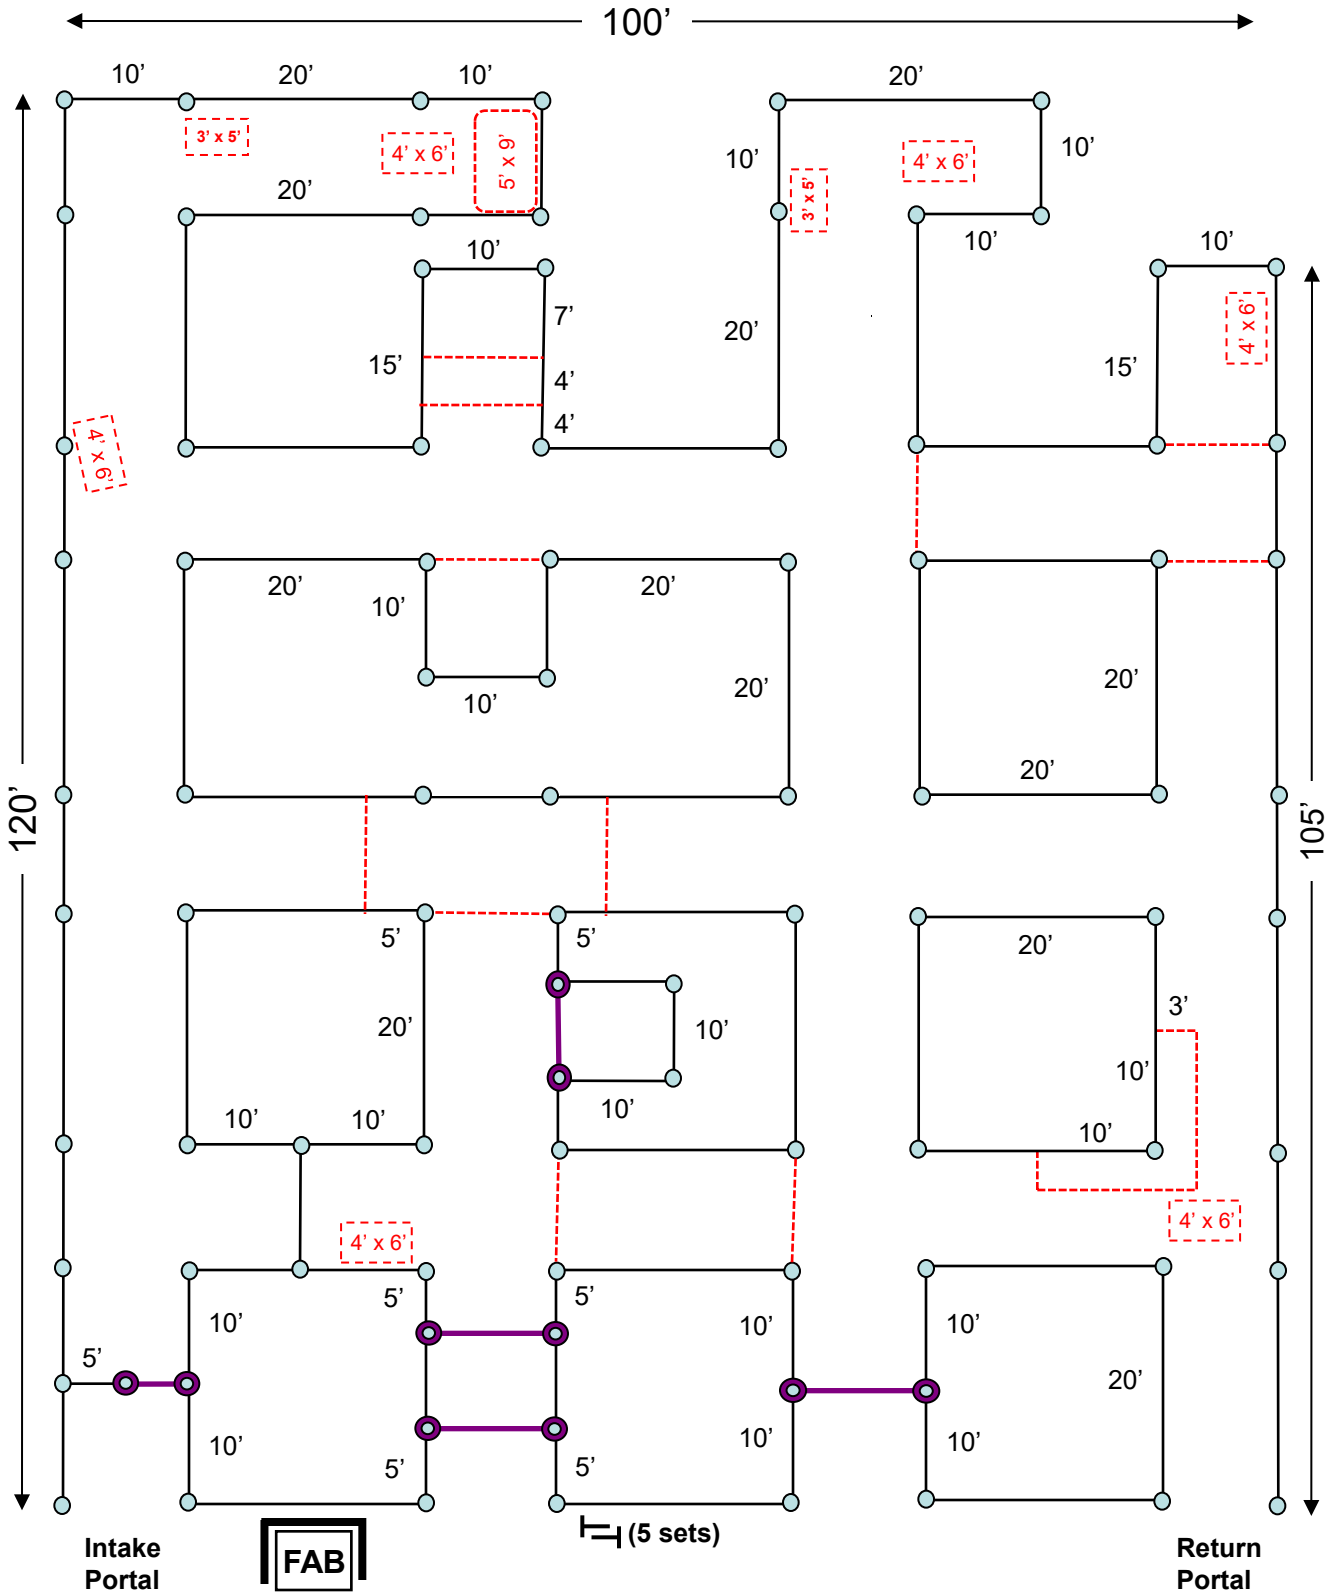 100’
10’ 20’ 10’ 20’
3’ x 5’
4’ x 6’
5’ x 9’
10’
3’ x 5’
4’ x 6’
10’
20’
10’
10’
10’
7’
15’
4’
4’
20’
15’
4’ x 6’
4’ x 6’
20’
10’
20’
10’
20’
20’
20’
120’
105’
5’
5’
20’
20’
10’
10’
3’
10’
10’
10’
10’
10’
4’ x 6’
4’ x 6’
5’
5’
10’
10’
10’
5’
20’
10’
10’
10’
5’
5’
Intake
Portal
FAB
(5 sets)
Return
Portal